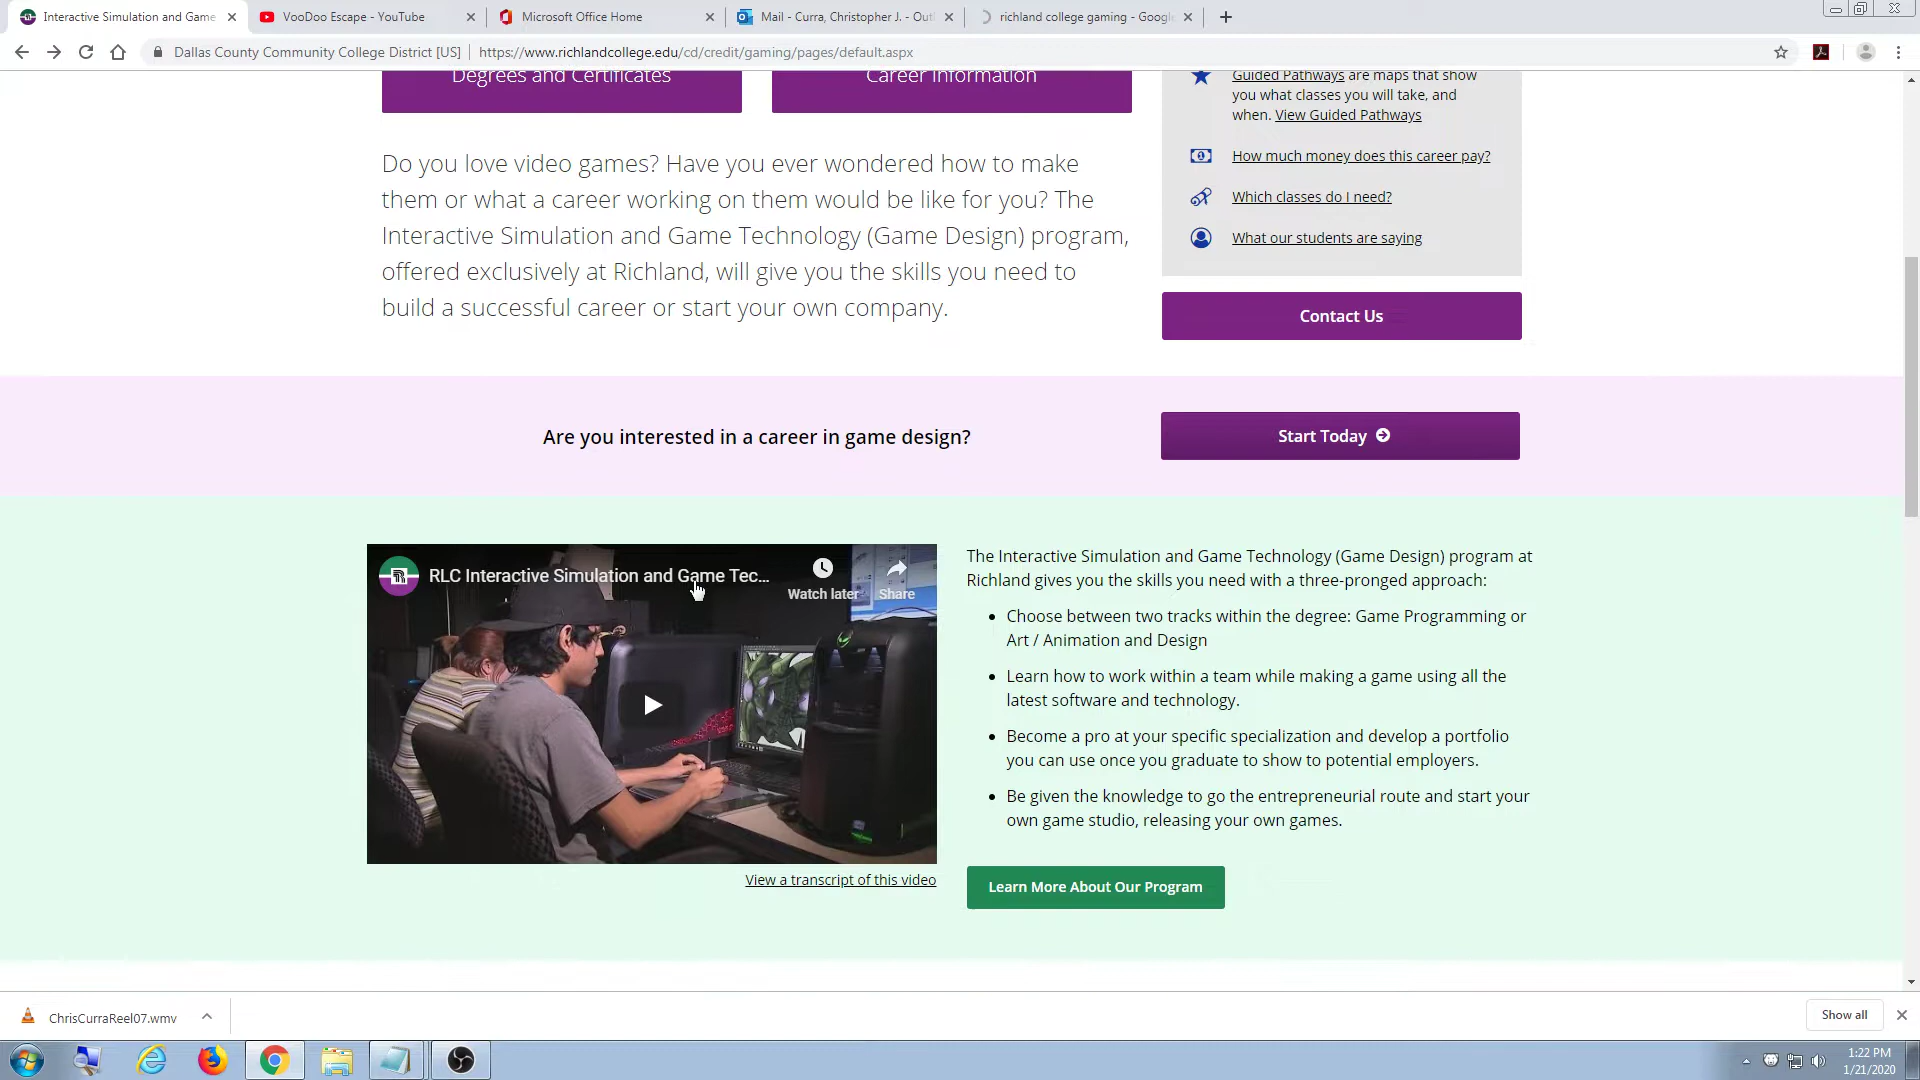 Interactive Simulation and Game
VooDoo Escape - YouTube
Microsoft Office Home
Mail - Curra, Christopher J. - Out
richland college gaming - Google
Dallas County Community College District [US]
https://www.richlandcollege.edu/cd/credit/gaming/pages/default.aspx
Degrees and Certificates
Career Information
Guided Pathways are maps that show
you what classes you will take, and
when. View Guided Pathways
How much money does this career pay?
Which classes do I need?
What our students are saying
Contact Us
Do you love video games? Have you ever wondered how to make
them or what a career working on them would be like for you? The
Interactive Simulation and Game Technology (Game Design) program,
offered exclusively at Richland, will give you the skills you need to
build a successful career or start your own company.
Are you interested in a career in game design?
Start Today
RLC Interactive Simulation and Game Tec...
Watch later
Share
View a transcript of this video
The Interactive Simulation and Game Technology (Game Design) program at
Richland gives you the skills you need with a three-pronged approach:
• Choose between two tracks within the degree: Game Programming or
Art / Animation and Design
• Learn how to work within a team while making a game using all the
latest software and technology.
• Become a pro at your specific specialization and develop a portfolio
you can use once you graduate to show to potential employers.
• Be given the knowledge to go the entrepreneurial route and start your
own game studio, releasing your own games.
Learn More About Our Program
ChrisCurraReel07.wmv
Show all
1:22 PM
1/21/2020